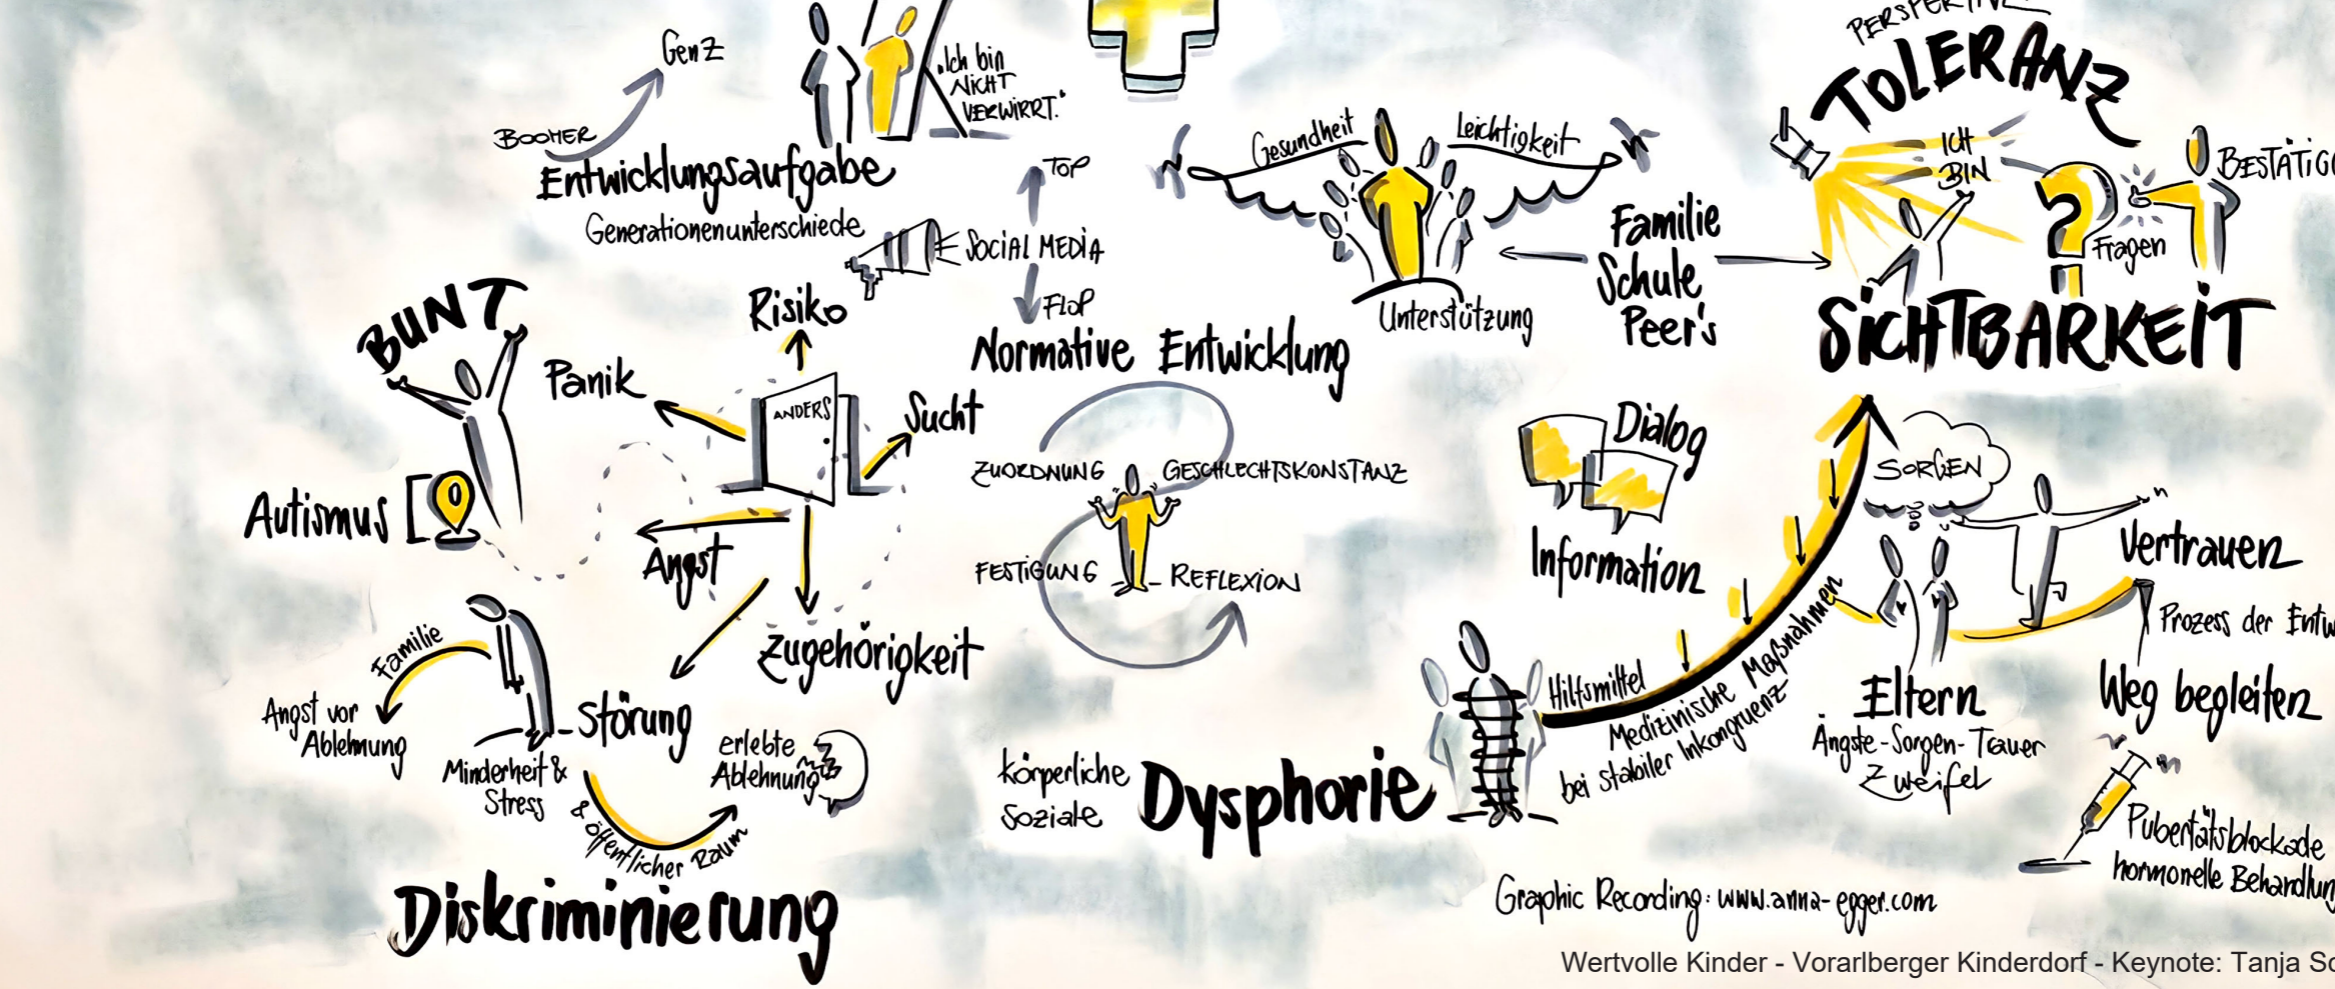 GenZ
BOOMER
Entwicklungsaufgabe
Generationenunterschiede
„Ich bin
NICHT
VERWIRRT."
TOP
SOCIAL MEDIA
FLOP
Normative Entwicklung
ZUORDNUNG
GESCHLECHTSKONSTANZ
FESTIGUNG
REFLEXION
Gesundheit
Leichtigkeit
Unterstützung
Familie
Schule
Peer's
PERSPEKTIVE
TOLERANZ
ICH
BIN
Fragen
BESTÄTIG
SICHTBARKEIT
BUNT
Autismus
Risiko
Panik
ANDERS
Sucht
Angst
Zugehörigkeit
Störung
Familie
Angst vor
Ablehnung
Minderheit &
Stress
& öffentlicher Raum
erlebte
Ablehnung
Diskriminierung
körperliche
Soziale
Dysphorie
Dialog
Information
Hilfsmittel
Medizinische Maßnahmen
bei stabiler Inkongruenz
SORGEN
Eltern
Ängste-Sorgen-Trauer
Zweifel
Vertrauen
Prozess der Entw
Weg begleiten
Pubertätsblockade
hormonelle Behandlun
Graphic Recording: www.anna-egger.com
Wertvolle Kinder - Vorarlberger Kinderdorf - Keynote: Tanja Sc